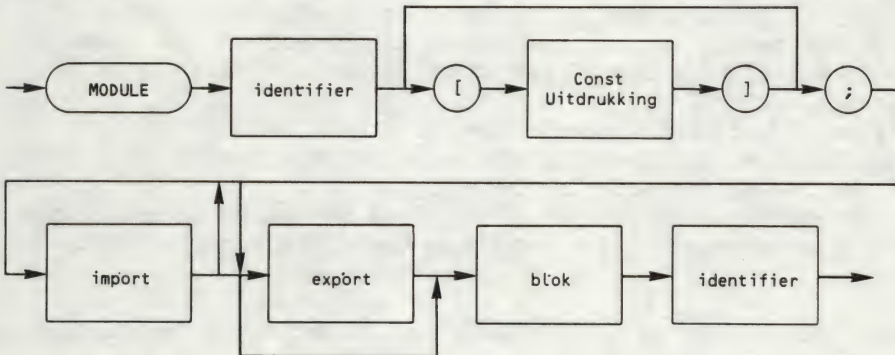 MODULE
identifier
[
Const
Uitdrukking
]
;
import
export
blok
identifier